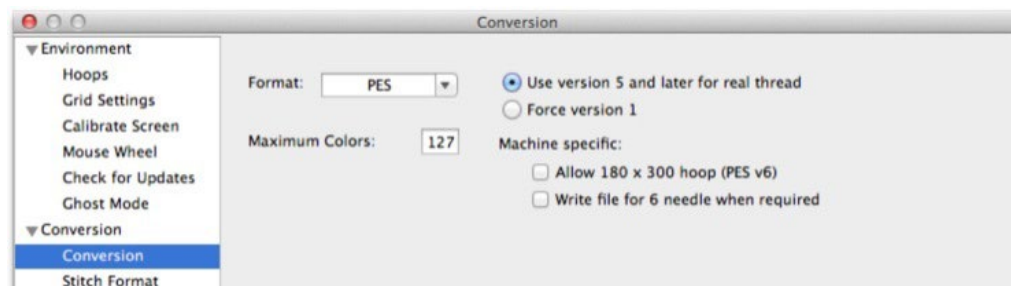 Conversion
Environment
Hoops
Grid Settings
Calibrate Screen
Mouse Wheel
Check for Updates
Ghost Mode
Conversion
Conversion
Stitch Format
Format: PES
Maximum Colors: 127
Use version 5 and later for real thread
Force version 1
Machine specific:
Allow 180 x 300 hoop (PES v6)
Write file for 6 needle when required